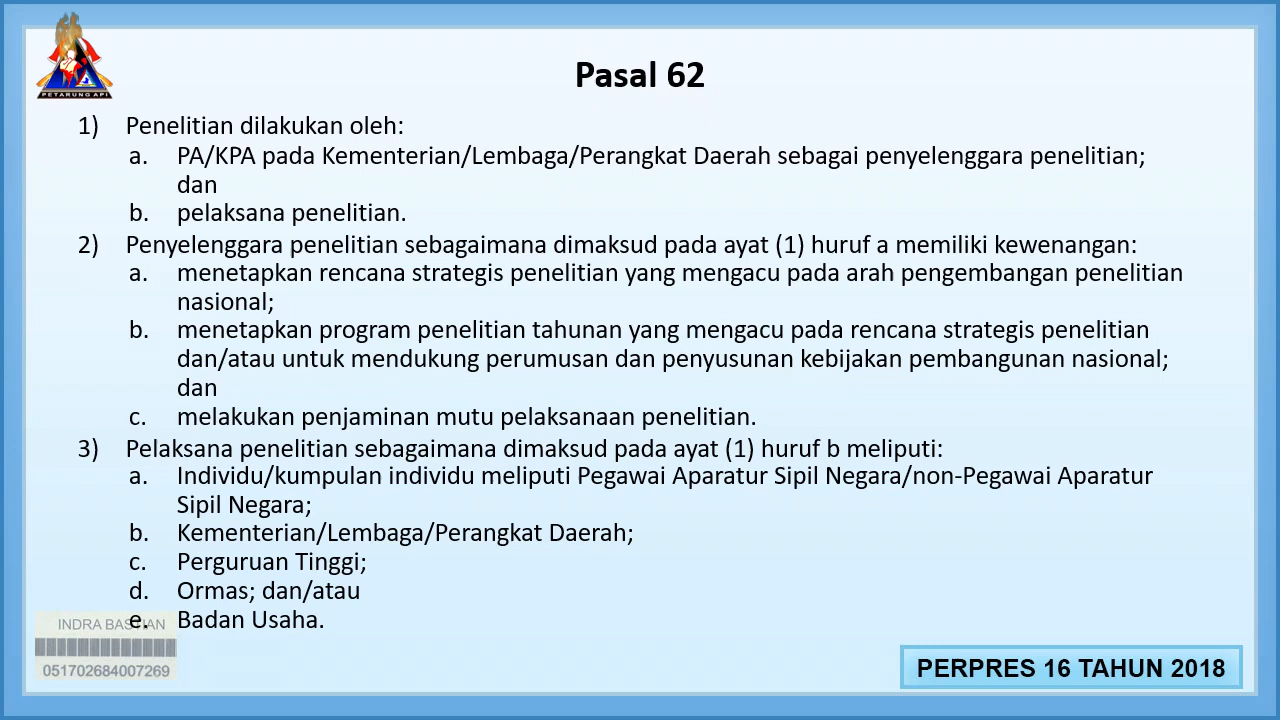 PETARUNG API
Pasal 62
1) Penelitian dilakukan oleh:
a. PA/KPA pada Kementerian/Lembaga/Perangkat Daerah sebagai penyelenggara penelitian;
dan
b. pelaksana penelitian.
2) Penyelenggara penelitian sebagaimana dimaksud pada ayat (1) huruf a memiliki kewenangan:
a. menetapkan rencana strategis penelitian yang mengacu pada arah pengembangan penelitian
nasional;
b. menetapkan program penelitian tahunan yang mengacu pada rencana strategis penelitian
dan/atau untuk mendukung perumusan dan penyusunan kebijakan pembangunan nasional;
dan
c. melakukan penjaminan mutu pelaksanaan penelitian.
3) Pelaksana penelitian sebagaimana dimaksud pada ayat (1) huruf b meliputi:
a. Individu/kumpulan individu meliputi Pegawai Aparatur Sipil Negara/non-Pegawai Aparatur
Sipil Negara;
b. Kementerian/Lembaga/Perangkat Daerah;
c. Perguruan Tinggi;
d. Ormas; dan/atau
e. Badan Usaha.
INDRA BASTIAN
051702684007269
PERPRES 16 TAHUN 2018